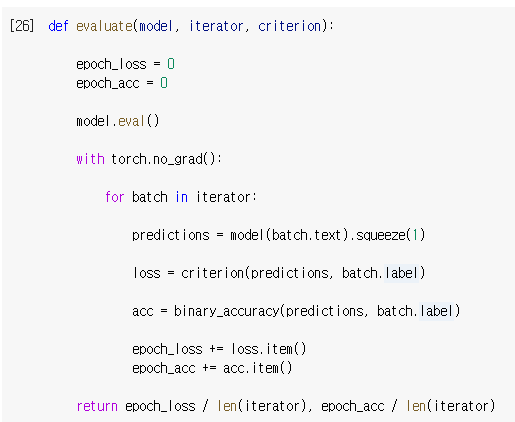 [26] def evaluate(model, iterator, criterion):
epoch_loss = 0
epoch_acc = 0
model.eval()
with torch.no_grad():
for batch in iterator:
predictions = model(batch.text).squeeze(1)
loss = criterion(predictions, batch.label)
acc = binary_accuracy(predictions, batch.label)
epoch_loss += loss.item()
epoch_acc += acc.item()
return epoch_loss / len(iterator), epoch_acc / len(iterator)